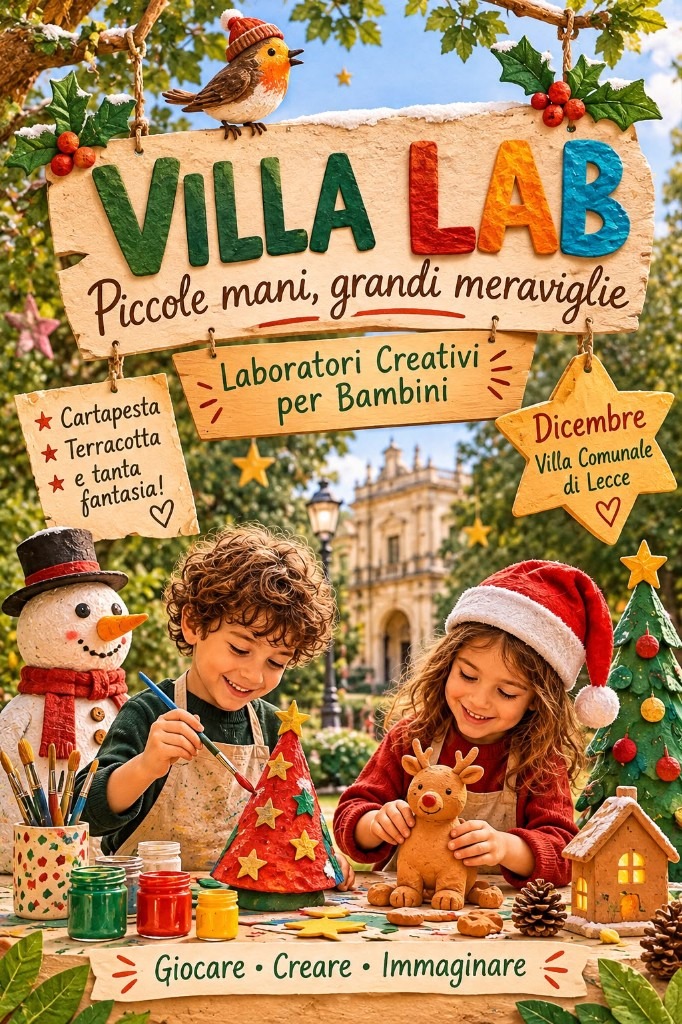 VILLA LAB
Piccole mani, grandi meraviglie
Laboratori Creativi
per Bambini
Cartapesta
Terracotta
e tanta
fantasia!
Dicembre
Villa Comunale
di Lecce
Giocare • Creare • Immaginare